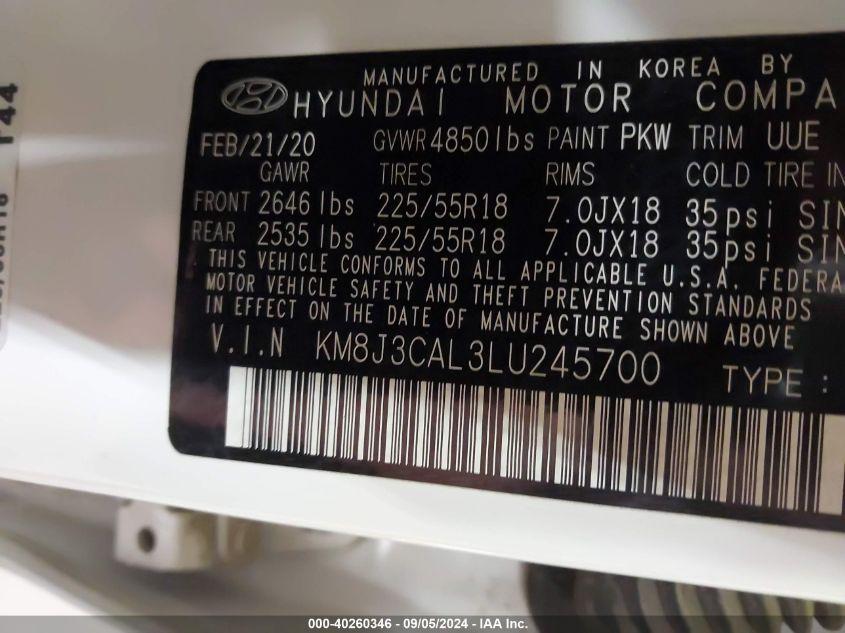 MANUFACTURED IN KOREA BY
HYUNDAI MOTOR COMPA
FEB/21/20 GVWR 4850 lbs PAINT PKW TRIM UUE
GAWR TIRES RIMS COLD TIRE IN
FRONT 2646 lbs 225/55R18 7.0JX18 35psi SIN
REAR 2535 lbs 225/55R18 7.0JX18 35psi SIN
THIS VEHICLE CONFORMS TO ALL APPLICABLE U.S.A. FEDERA
MOTOR VEHICLE SAFETY AND THEFT PREVENTION STANDARDS
IN EFFECT ON THE DATE OF MANUFACTURE SHOWN ABOVE
V.I.N KM8J3CAL3LU245700 TYPE :
000-40260346 - 09/05/2024 - IAA Inc.